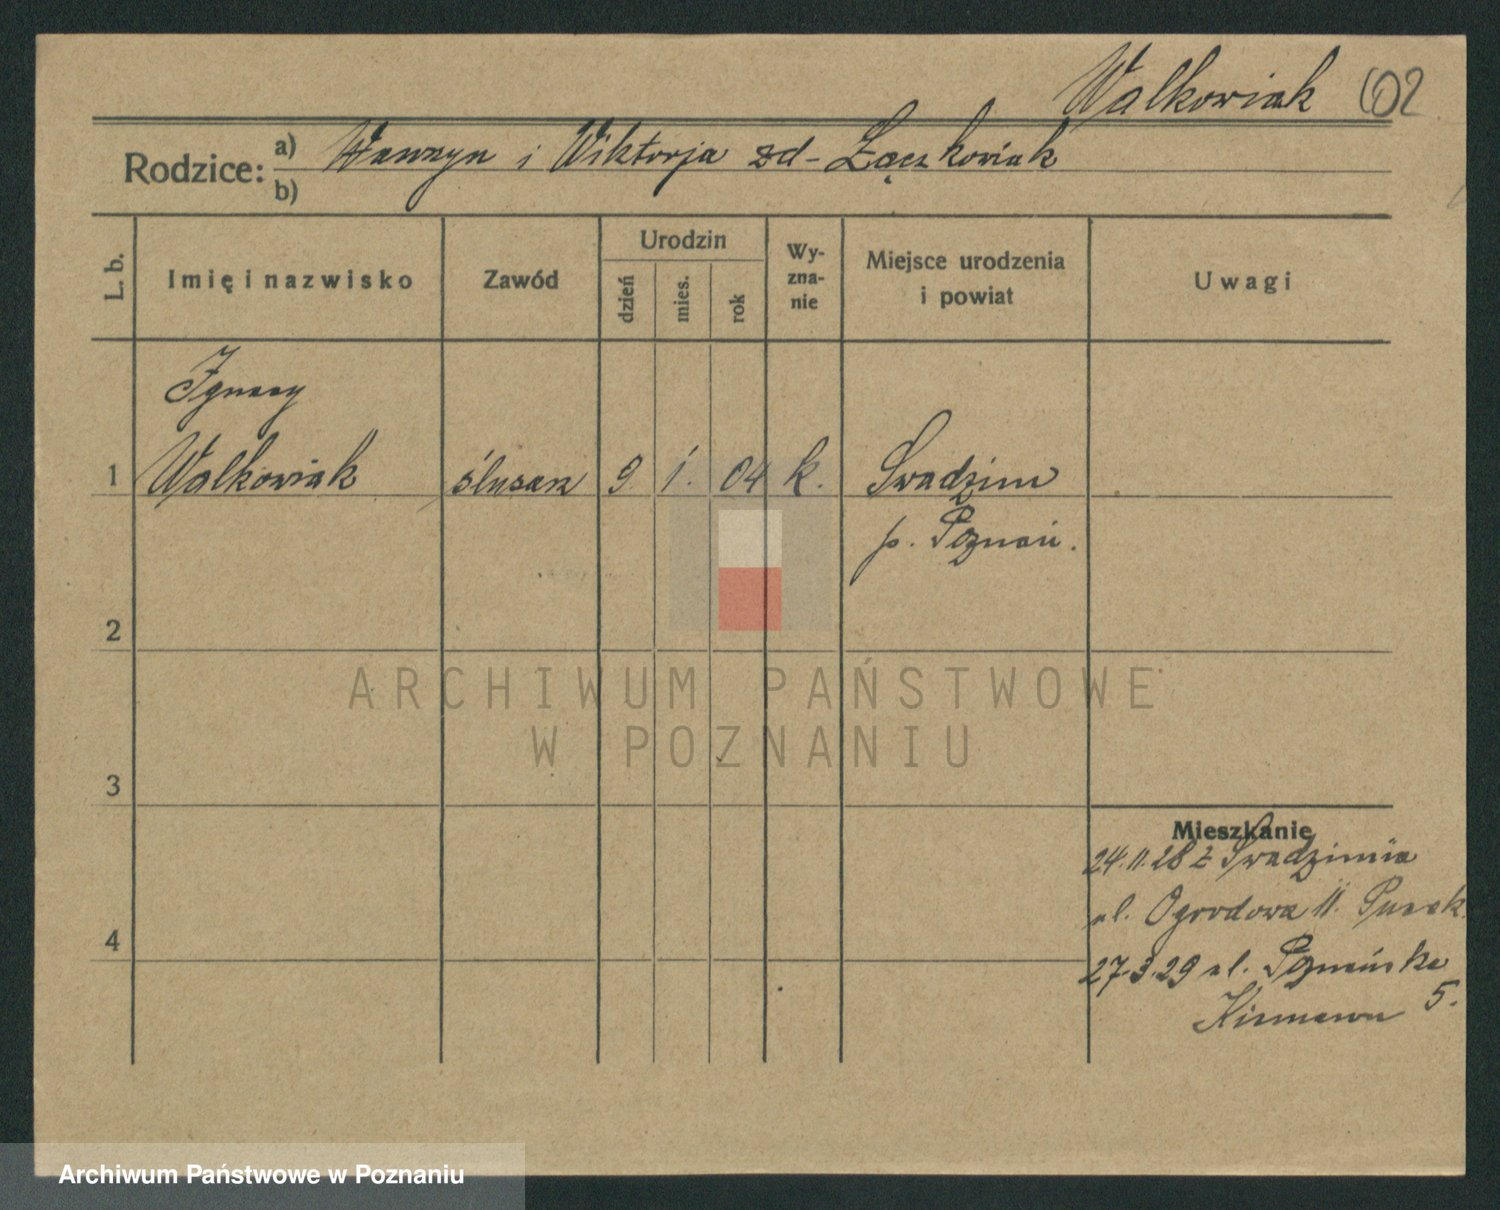 Walkowiak 602
Rodzice: a) Wawrzyn i Wiktorja zd-Łączkowiak
b)
L. b.
Imię i nazwisko
Zawód
Urodzin
dzień
mies.
rok
Wy-
zna-
nie
Miejsce urodzenia
i powiat
Uwagi
Ignacy
1 Walkowiak ślusarz 9 1. 04 k. Swadzim
p. Poznań.
2
ARCHIWUM PAŃSTWOWE
W POZNANIU
3
Mieszkanie
24.11.28 z Swadzimia
ul. Ogrodowa 11.
4
27.3.29 ul. Poznańska
5.
Archiwum Państwowe w Poznaniu